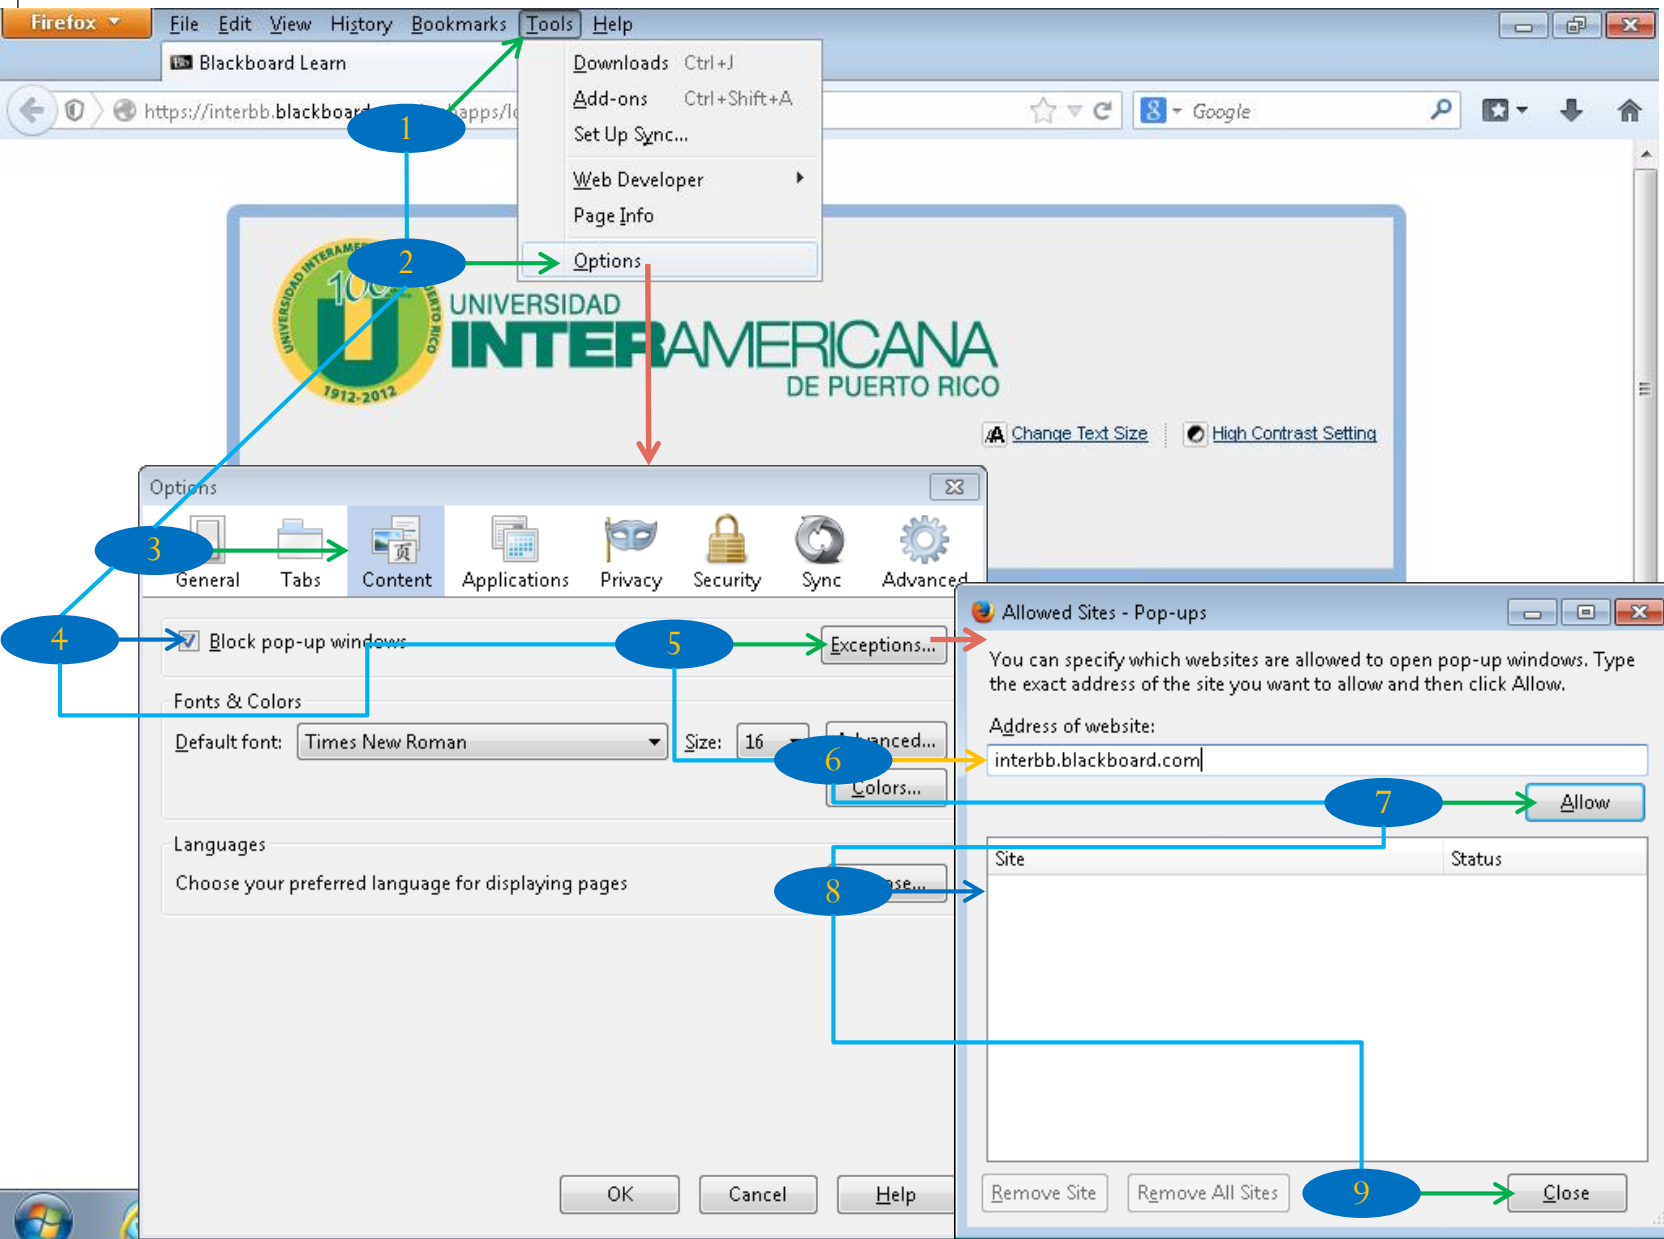 Firefox
File Edit View History Bookmarks Tools Help
Blackboard Learn
Downloads Ctrl+J
Add-ons Ctrl+Shift+A
Set Up Sync...
Web Developer
Page Info
Options
Google
1
2
UNIVERSIDAD
INTERAMERICANA
DE PUERTO RICO
1912-2012
Change Text Size
High Contrast Setting
Options
3
General Tabs Content Applications Privacy Security Sync Advanced
4
Block pop-up windows
5
Exceptions...
Fonts & Colors
Default font: Times New Roman Size: 16
Colors...
Languages
Choose your preferred language for displaying pages
OK Cancel Help
Allowed Sites - Pop-ups
You can specify which websites are allowed to open pop-up windows. Type
the exact address of the site you want to allow and then click Allow.
Address of website:
6
interbb.blackboard.com
7
Allow
Site Status
8
Remove Site Remove All Sites
9
Close